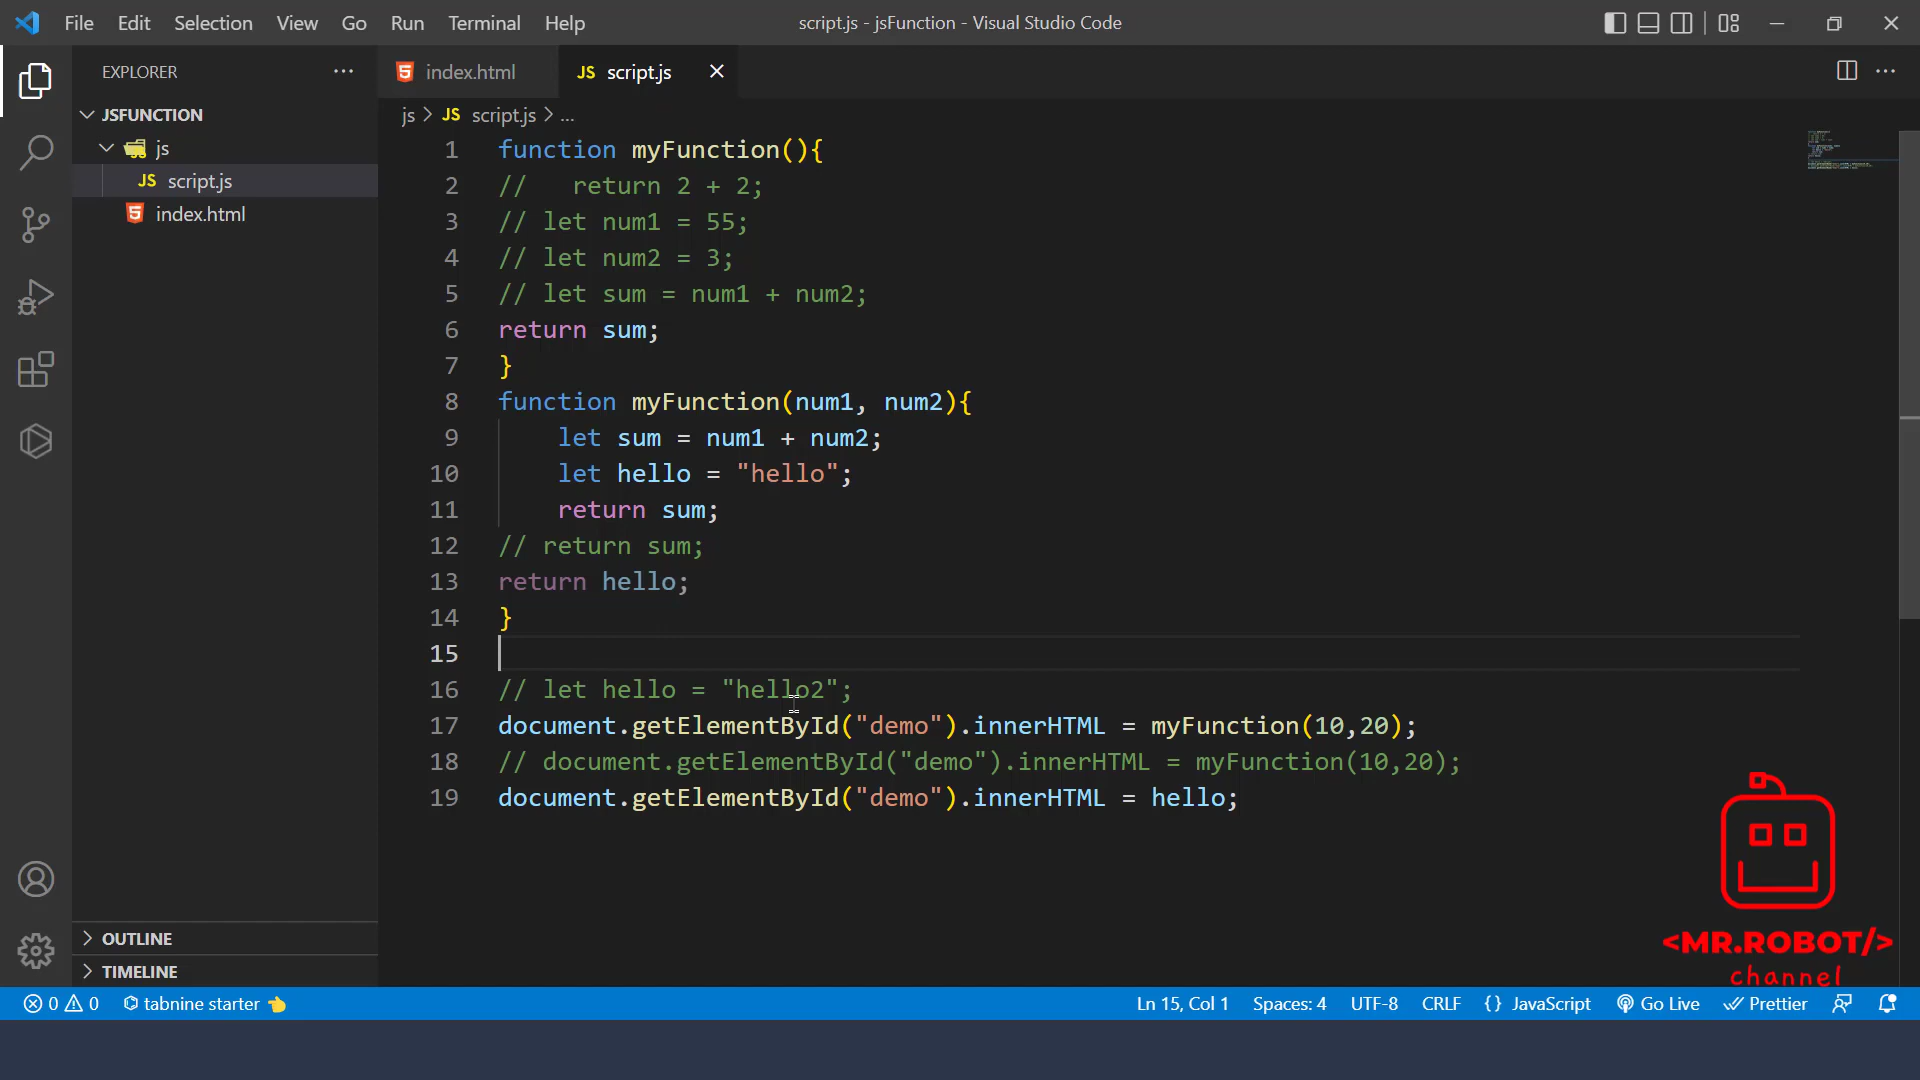 File Edit Selection View Go Run Terminal Help
script.js - jsFunction - Visual Studio Code
EXPLORER
index.html
JS script.js
JSFUNCTION
js > JS script.js > ...
js
JS script.js
index.html
1 function myFunction(){
2 //   return 2 + 2;
3 // let num1 = 55;
4 // let num2 = 3;
5 // let sum = num1 + num2;
6 return sum;
7 }
8 function myFunction(num1, num2){
9     let sum = num1 + num2;
10     let hello = "hello";
11     return sum;
12 // return sum;
13 return hello;
14 }
15
16 // let hello = "hello2";
17 document.getElementById("demo").innerHTML = myFunction(10,20);
18 // document.getElementById("demo").innerHTML = myFunction(10,20);
19 document.getElementById("demo").innerHTML = hello;
<MR.ROBOT/>
channel
OUTLINE
TIMELINE
0 0 tabnine starter Ln 15, Col 1 Spaces: 4 UTF-8 CRLF {} JavaScript Go Live Prettier